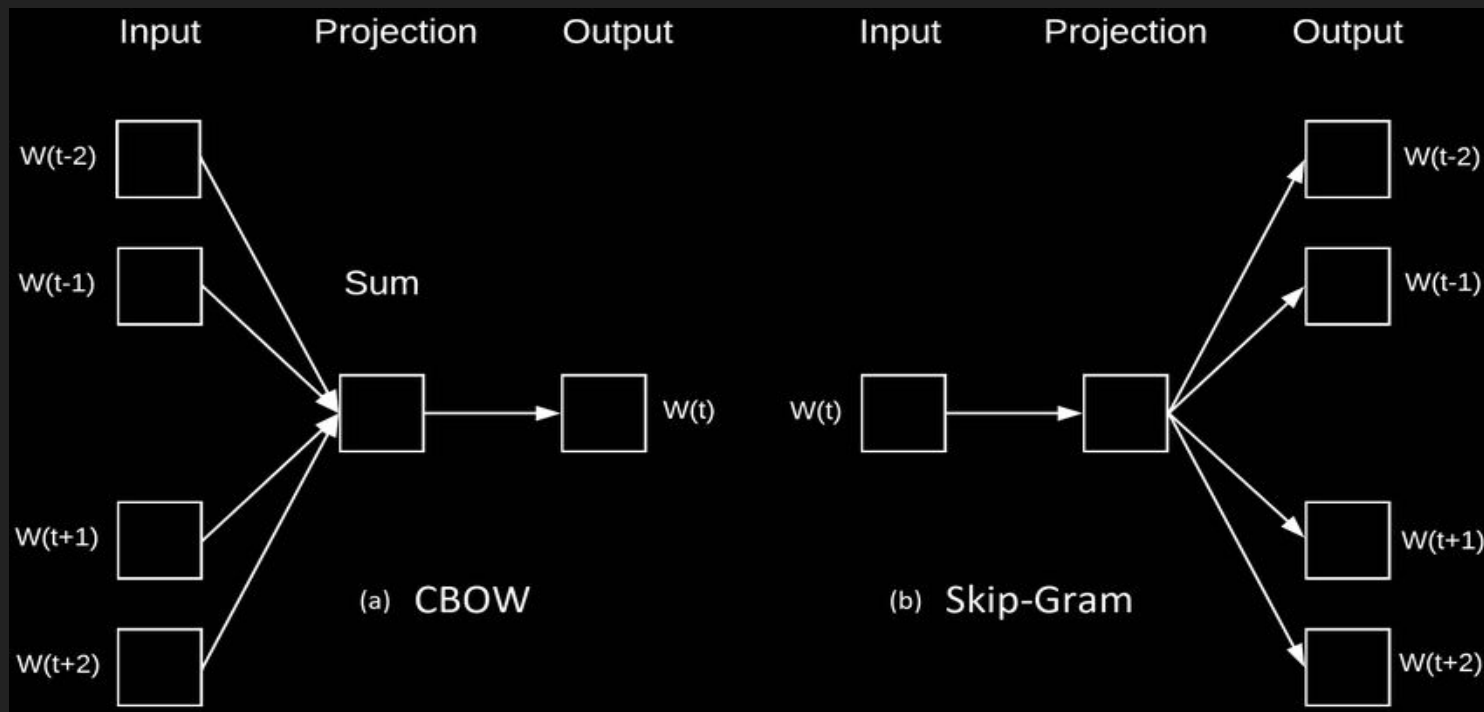 Input Projection Output Input Projection Output
W(t-2) W(t-2)
W(t-1) Sum W(t-1)
W(t) W(t)
W(t+1) W(t+1)
(a) CBOW (b) Skip-Gram
W(t+2) W(t+2)